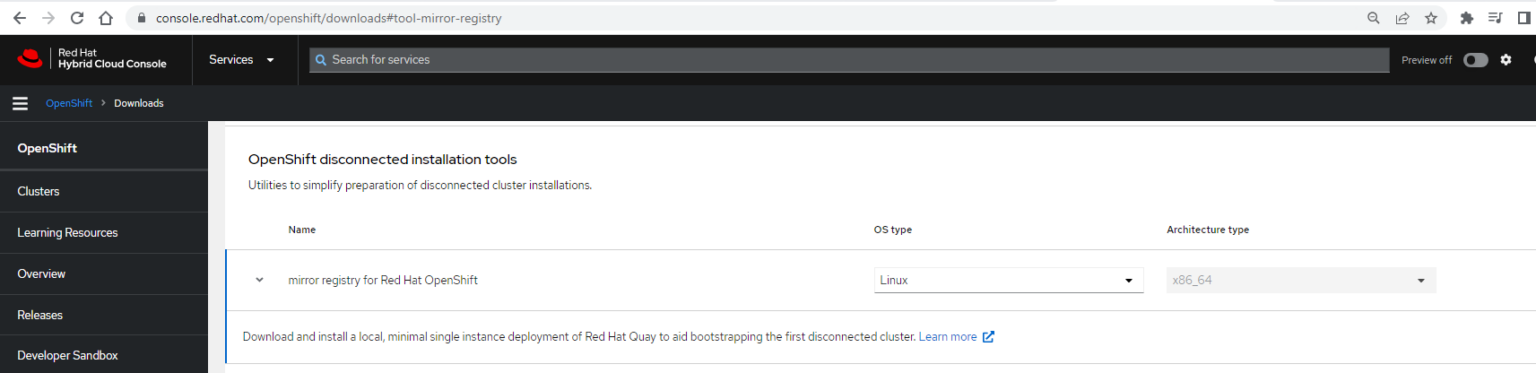 console.redhat.com/openshift/downloads#tool-mirror-registry
Red Hat
Hybrid Cloud Console
Services
Search for services
Preview off
OpenShift > Downloads
OpenShift
Clusters
Learning Resources
Overview
Releases
Developer Sandbox
OpenShift disconnected installation tools
Utilities to simplify preparation of disconnected cluster installations.
Name OS type Architecture type
mirror registry for Red Hat OpenShift Linux x86_64
Download and install a local, minimal single instance deployment of Red Hat Quay to aid bootstrapping the first disconnected cluster. Learn more